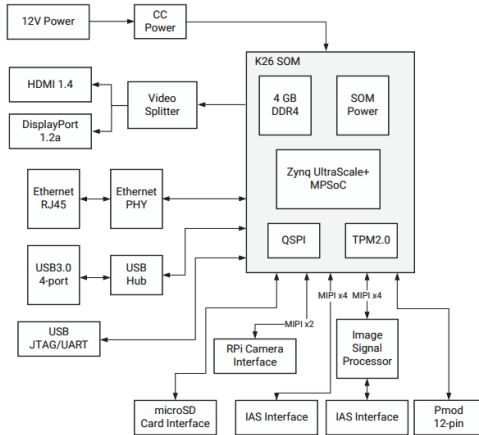 12V Power
CC
Power
K26 SOM
HDMI 1.4
DisplayPort
1.2a
Video
Splitter
4 GB
DDR4
SOM
Power
Zynq UltraScale+
MPSoC
Ethernet
RJ45
Ethernet
PHY
QSPI
TPM2.0
USB3.0
4-port
USB
Hub
USB
JTAG/UART
MIPI x2
MIPI x4
MIPI x4
RPi Camera
Interface
Image
Signal
Processor
microSD
Card Interface
IAS Interface
IAS Interface
Pmod
12-pin